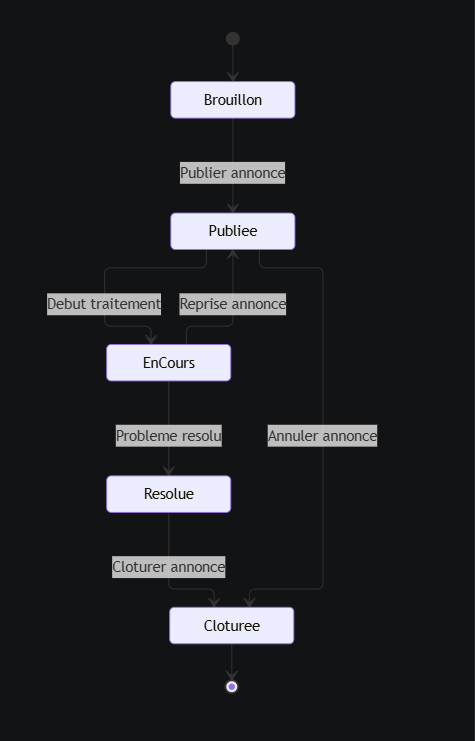 Brouillon
Publier annonce
Publiee
Debut traitement
Reprise annonce
EnCours
Probleme resolu
Annuler annonce
Resolue
Cloturer annonce
Cloturee